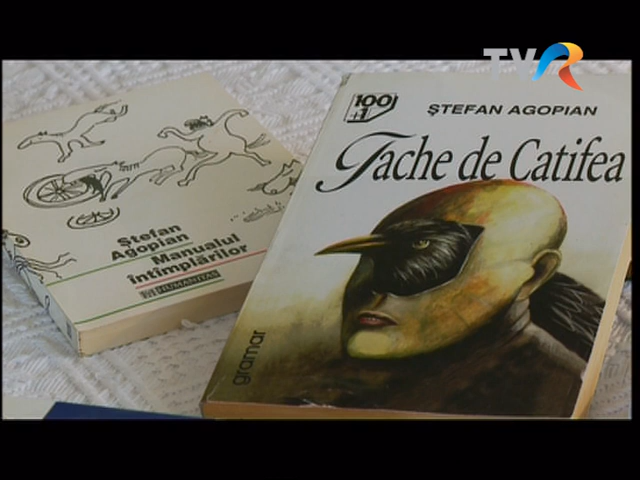 TVR
100
+1
ŞTEFAN AGOPIAN
Tache de Catifea
gramar
Ştefan
Agopian
Manualul
întîmplărilor
HUMANITAS